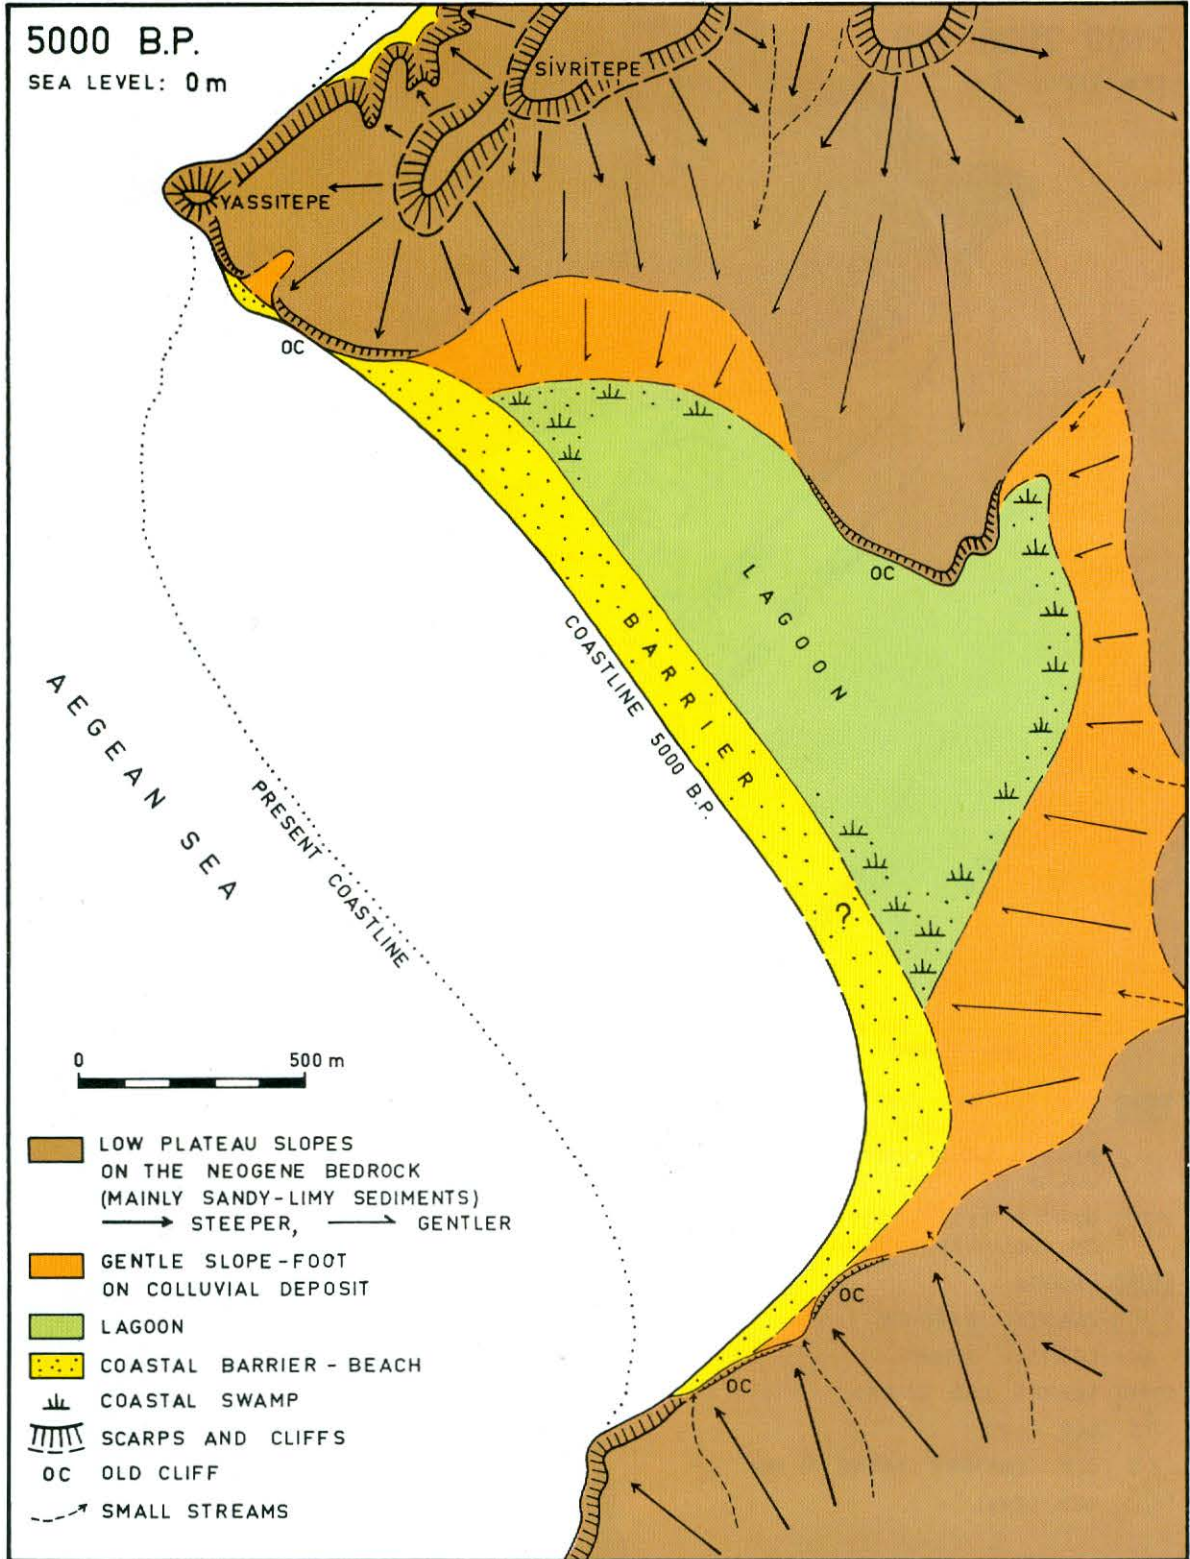 5000 B.P.
SEA LEVEL: 0m
SİVRİTEPE
YASSITEPE
OC
OC
LAGOON
BARRIER
COASTLINE 5000 B.P.
AEGEAN SEA
PRESENT COASTLINE
?
0 500 m
LOW PLATEAU SLOPES
ON THE NEOGENE BEDROCK
(MAINLY SANDY-LIMY SEDIMENTS)
STEEPER, GENTLER
GENTLE SLOPE-FOOT
ON COLLUVIAL DEPOSIT
LAGOON
COASTAL BARRIER-BEACH
COASTAL SWAMP
SCARPS AND CLIFFS
OC OLD CLIFF
SMALL STREAMS
OC
OC